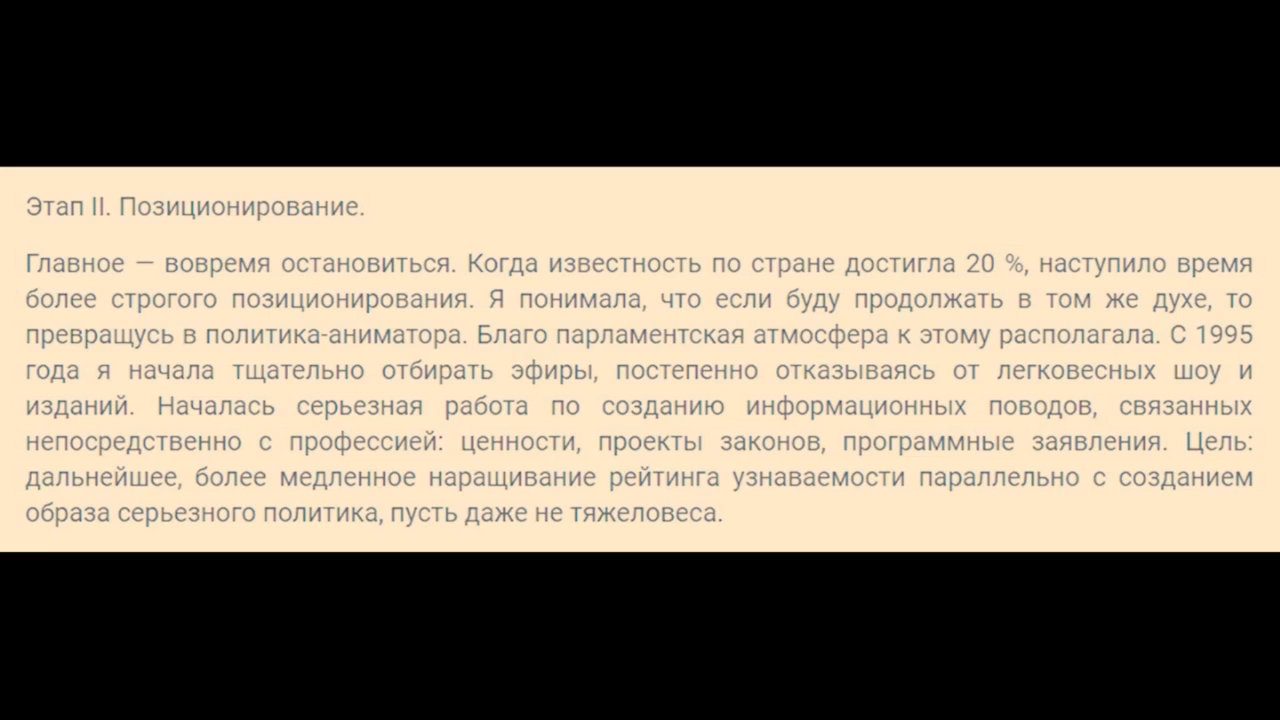 Этап II. Позиционирование.
Главное — вовремя остановиться. Когда известность по стране достигла 20 %, наступило время
более строгого позиционирования. Я понимала, что если буду продолжать в том же духе, то
превращусь в политика-аниматора. Благо парламентская атмосфера к этому располагала. С 1995
года я начала тщательно отбирать эфиры, постепенно отказываясь от легковесных шоу и
изданий. Началась серьезная работа по созданию информационных поводов, связанных
непосредственно с профессией: ценности, проекты законов, программные заявления. Цель:
дальнейшее, более медленное наращивание рейтинга узнаваемости параллельно с созданием
образа серьезного политика, пусть даже не тяжеловеса.